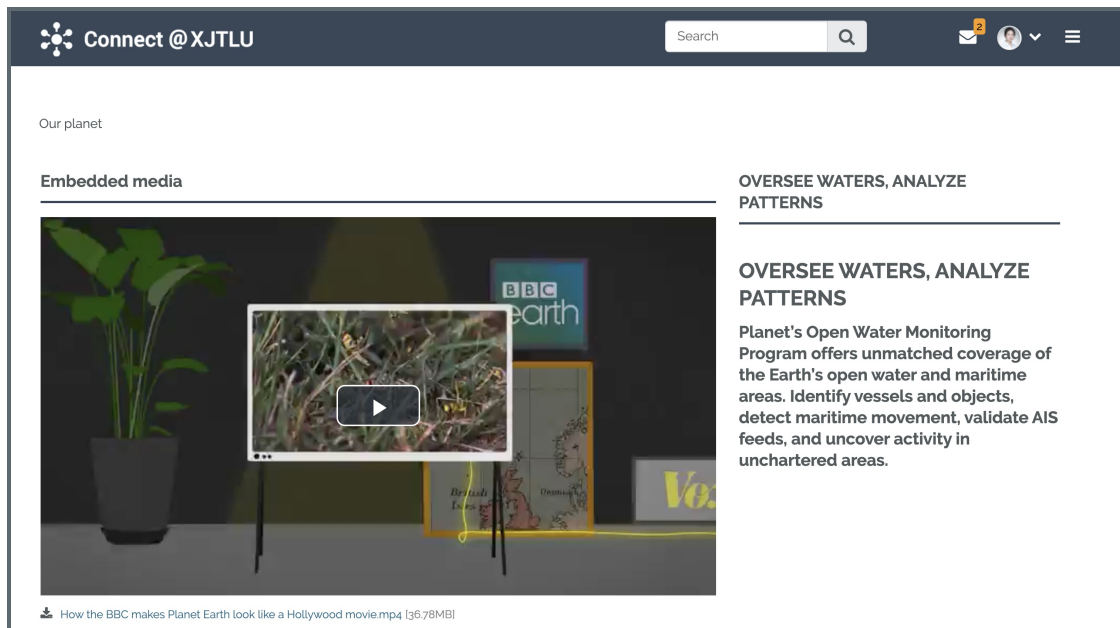 Connect @ XJTLU
Search
2
Our planet
Embedded media
BBC
earth
British
Isles
Vox
How the BBC makes Planet Earth look like a Hollywood movie.mp4 [36.78MB]
OVERSEE WATERS, ANALYZE
PATTERNS
OVERSEE WATERS, ANALYZE
PATTERNS
Planet's Open Water Monitoring
Program offers unmatched coverage of
the Earth's open water and maritime
areas. Identify vessels and objects,
detect maritime movement, validate AIS
feeds, and uncover activity in
unchartered areas.